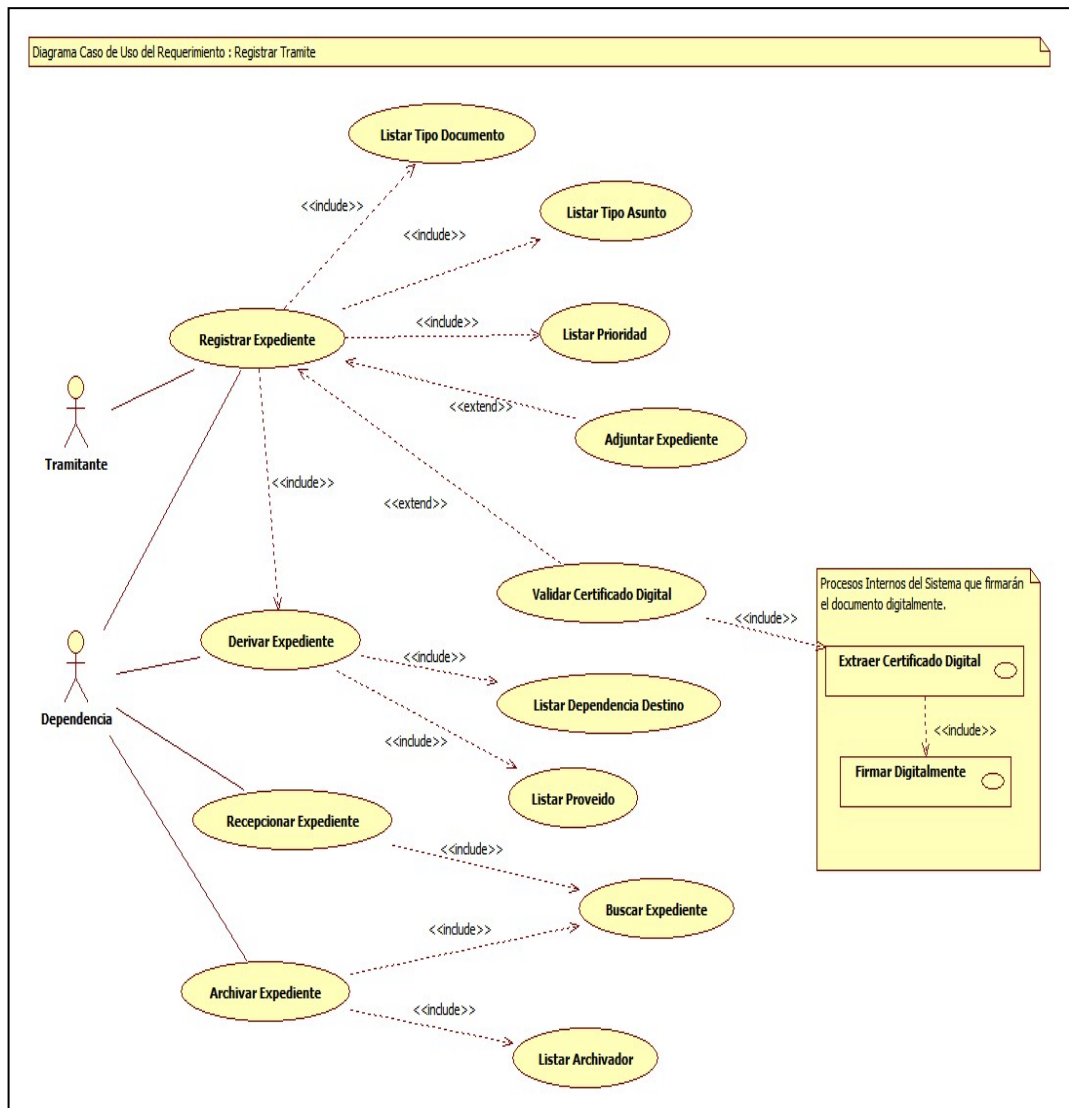 Diagrama Caso de Uso del Requerimiento : Registrar Tramite
Listar Tipo Documento
<<include>>
Listar Tipo Asunto
<<include>>
Registrar Expediente
<<include>>
Listar Prioridad
<<extend>>
Adjuntar Expediente
Tramitante
<<include>>
<<extend>>
Validar Certificado Digital
<<include>>
Procesos Internos del Sistema que firmarán
el documento digitalmente.
Extraer Certificado Digital
<<include>>
Firmar Digitalmente
Derivar Expediente
<<include>>
Listar Dependencia Destino
Dependencia
<<include>>
Listar Proveido
Recepcionar Expediente
<<include>>
Buscar Expediente
<<include>>
Archivar Expediente
<<include>>
Listar Archivador